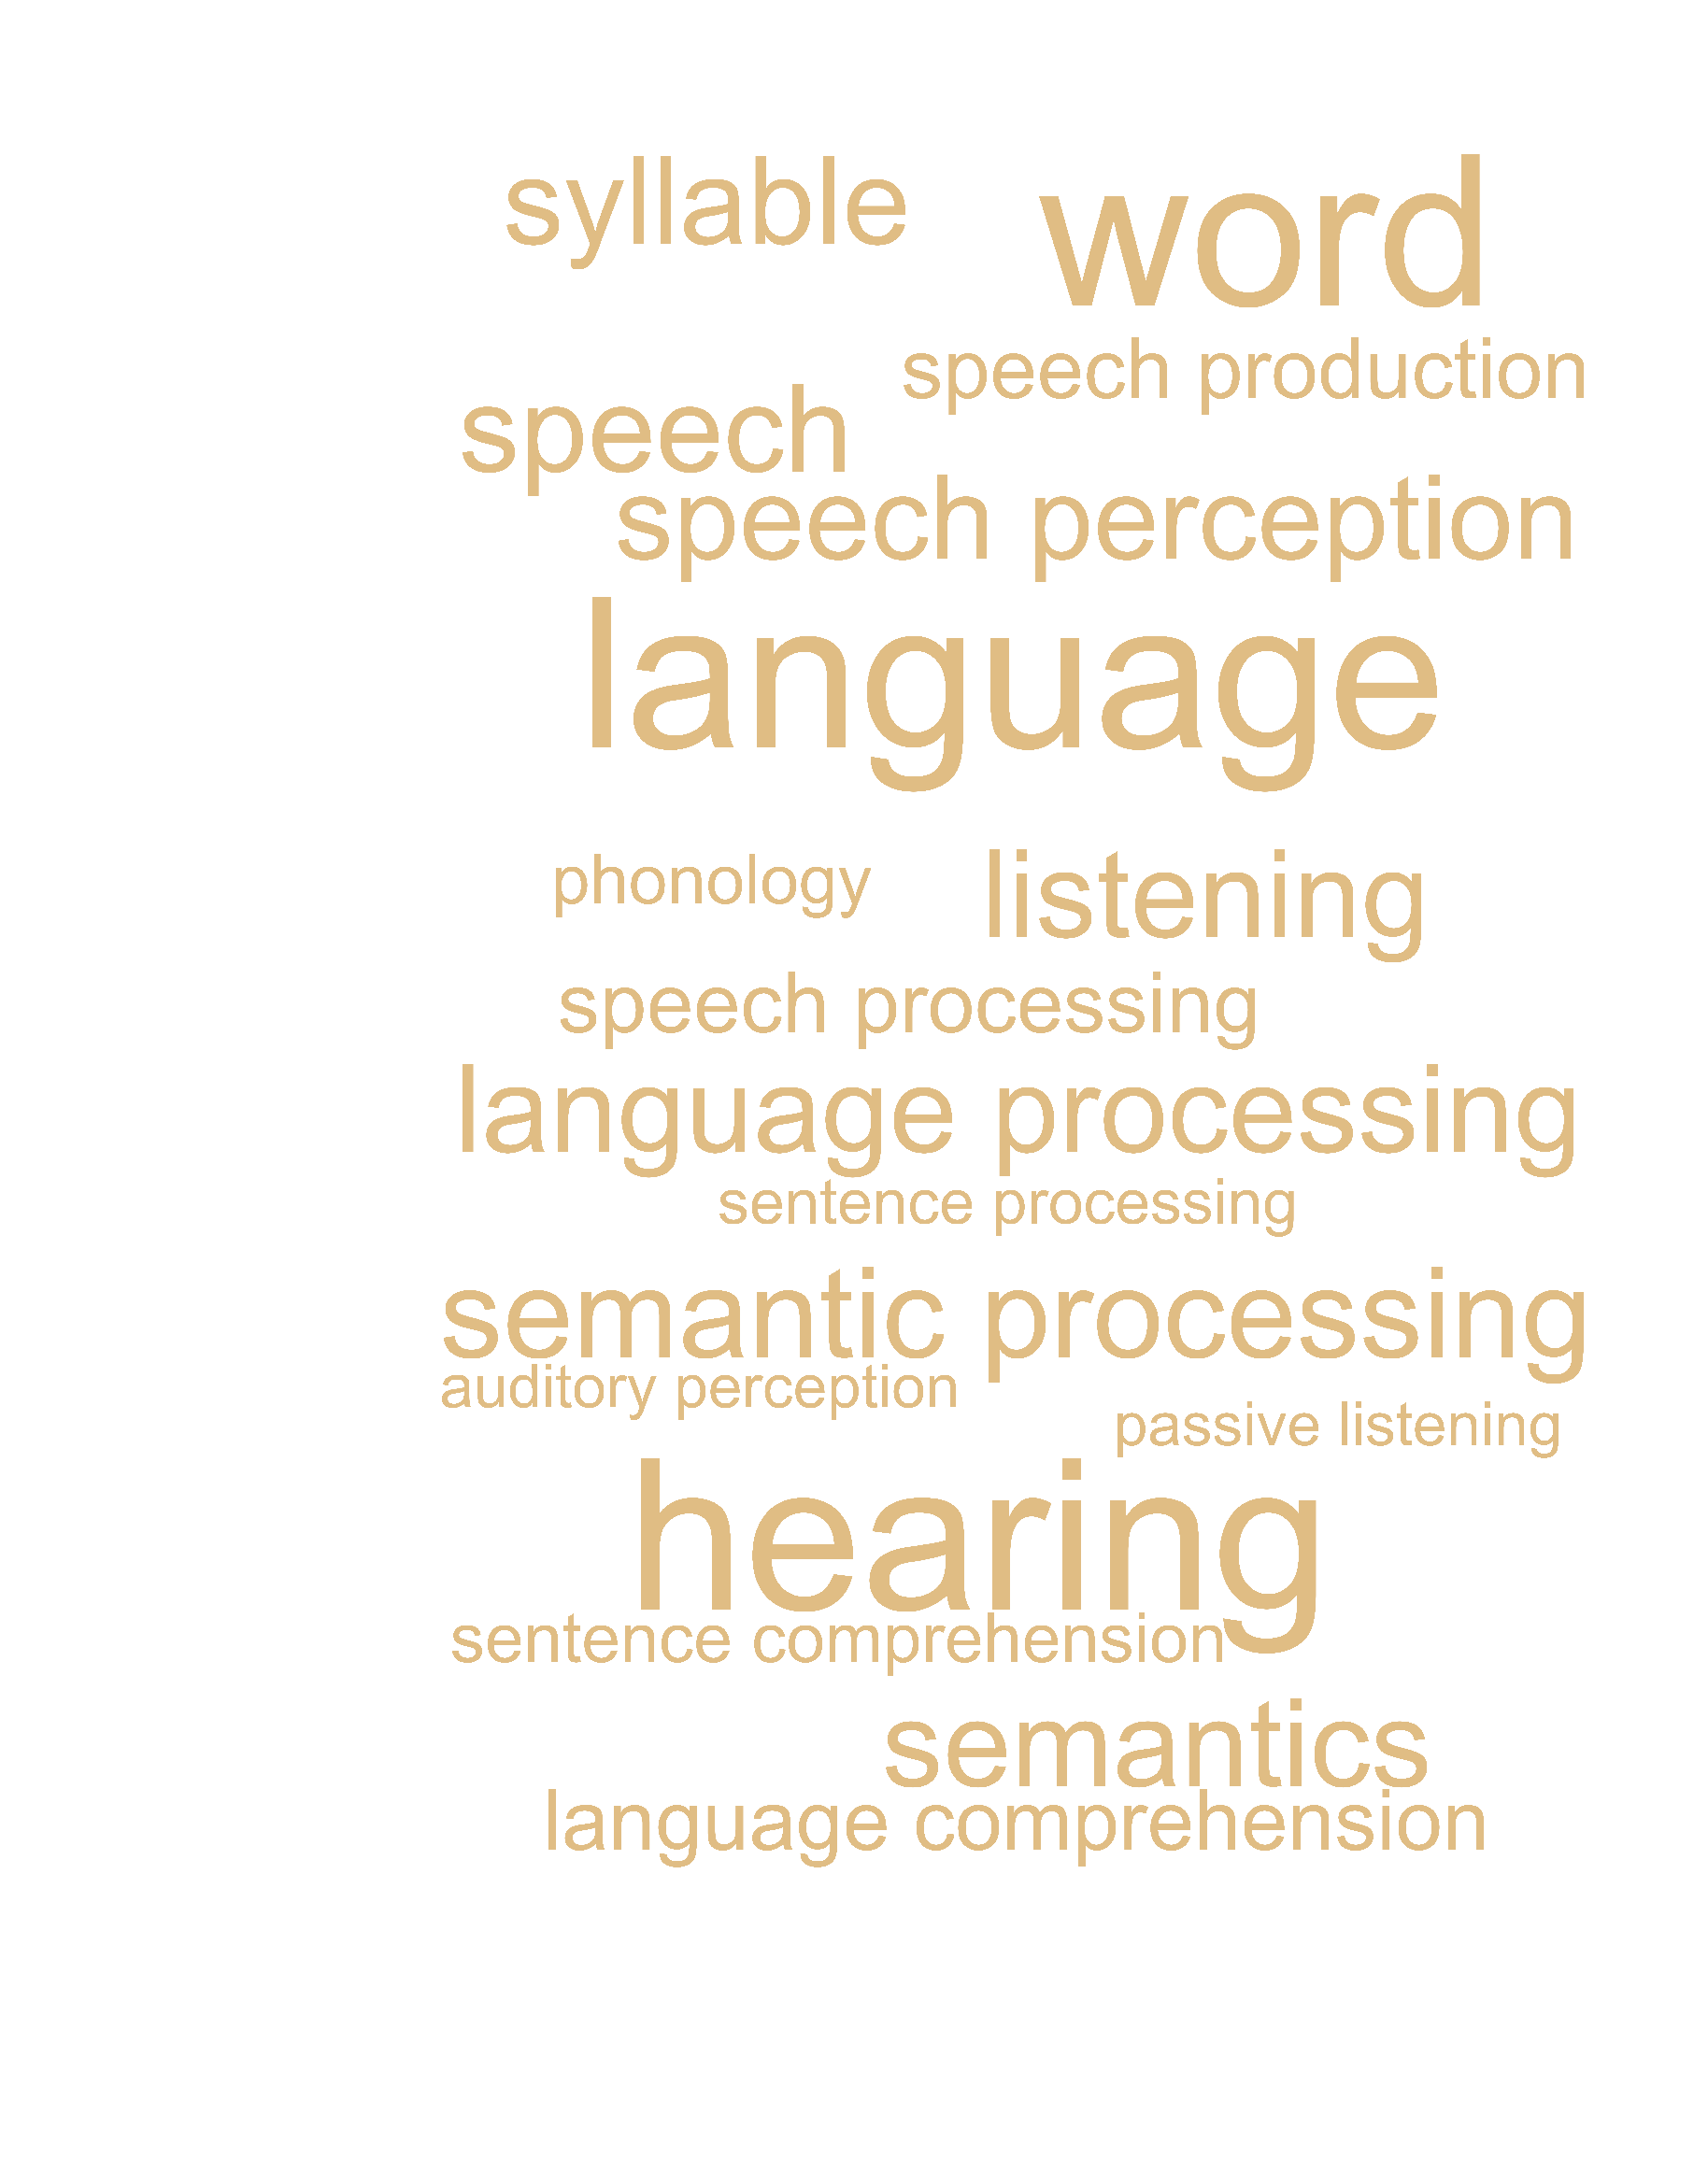 syllable
word
speech production
speech
speech perception
language
phonology
listening
speech processing
language processing
sentence processing
semantic processing
auditory perception
passive listening
hearing
sentence comprehension
semantics
language comprehension